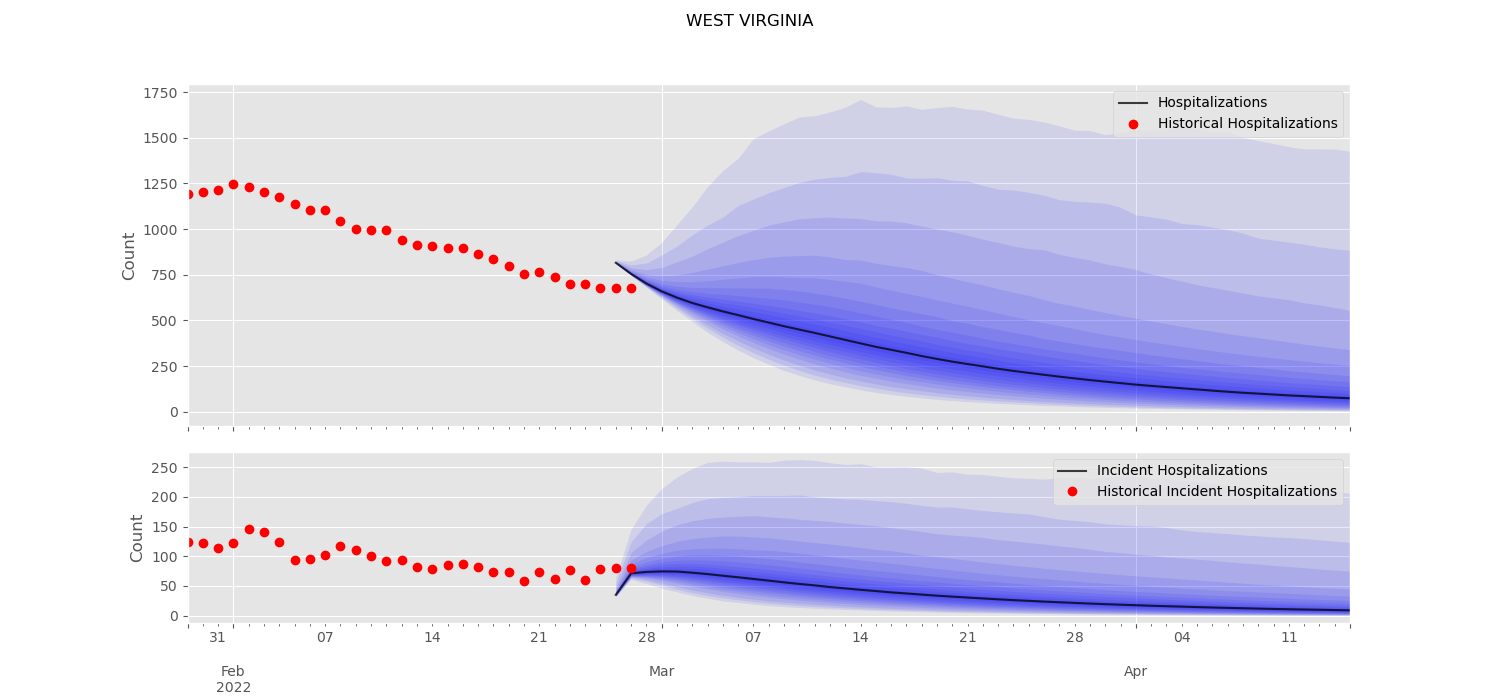 WEST VIRGINIA
1750
1500
1250
1000
750
500
250
0
Count
Hospitalizations
Historical Hospitalizations
250
200
150
100
50
0
Count
Incident Hospitalizations
Historical Incident Hospitalizations
31 07 14 21 28 07 14 21 28 04 11
Feb Mar Apr
2022